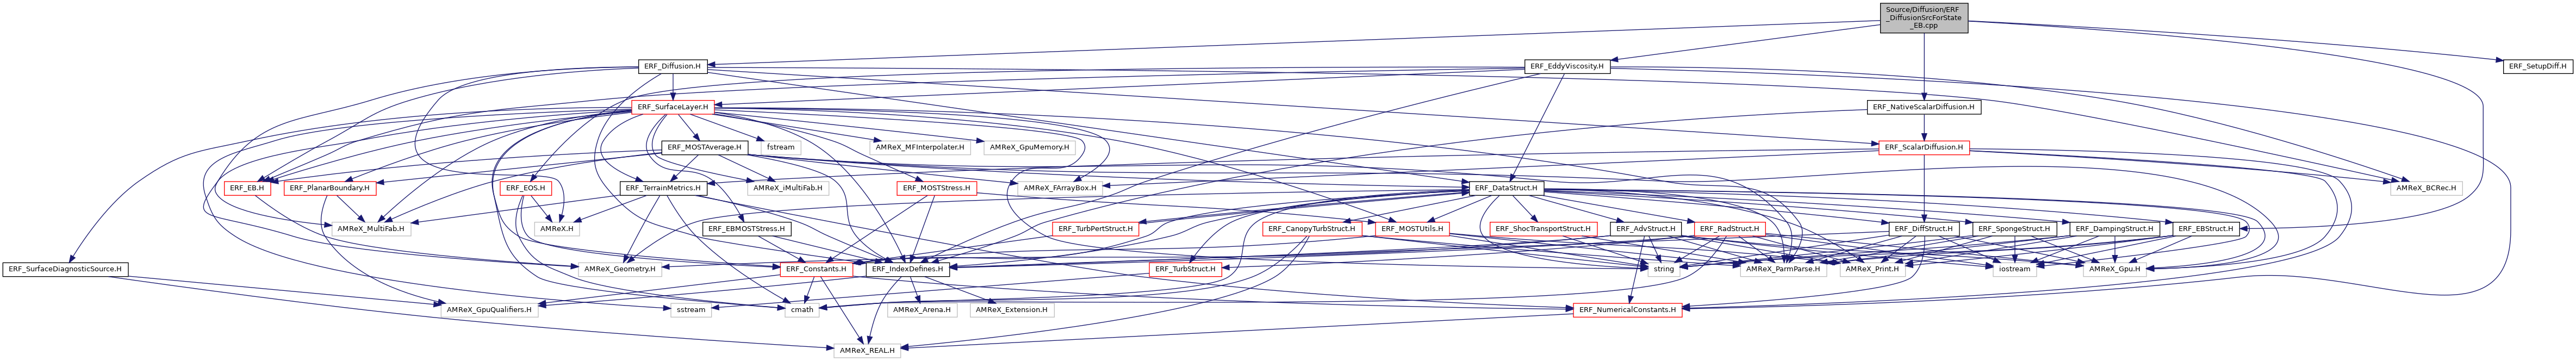 Source/Diffusion/ERF
_DiffusionSrcForState
_EB.cpp
ERF_Diffusion.H
ERF_EddyViscosity.H
ERF_SetupDiff.H
ERF_SurfaceLayer.H
ERF_NativeScalarDiffusion.H
ERF_MOSTAverage.H
fstream
AMReX_MFInterpolater.H
AMReX_GpuMemory.H
ERF_ScalarDiffusion.H
ERF_EB.H
ERF_PlanarBoundary.H
ERF_EOS.H
ERF_TerrainMetrics.H
AMReX_iMultiFab.H
ERF_MOSTStress.H
AMReX_FArrayBox.H
ERF_DataStruct.H
AMReX_BCRec.H
AMReX_MultiFab.H
AMReX.H
ERF_EBMOSTStress.H
ERF_TurbPertStruct.H
ERF_CanopyTurbStruct.H
ERF_MOSTUtils.H
ERF_ShocTransportStruct.H
ERF_AdvStruct.H
ERF_RadStruct.H
ERF_DiffStruct.H
ERF_SpongeStruct.H
ERF_DampingStruct.H
ERF_EBStruct.H
ERF_SurfaceDiagnosticSource.H
AMReX_Geometry.H
ERF_Constants.H
ERF_IndexDefines.H
ERF_TurbStruct.H
string
AMReX_ParmParse.H
AMReX_Print.H
iostream
AMReX_Gpu.H
AMReX_GpuQualifiers.H
sstream
cmath
AMReX_Arena.H
AMReX_Extension.H
ERF_NumericalConstants.H
AMReX_REAL.H